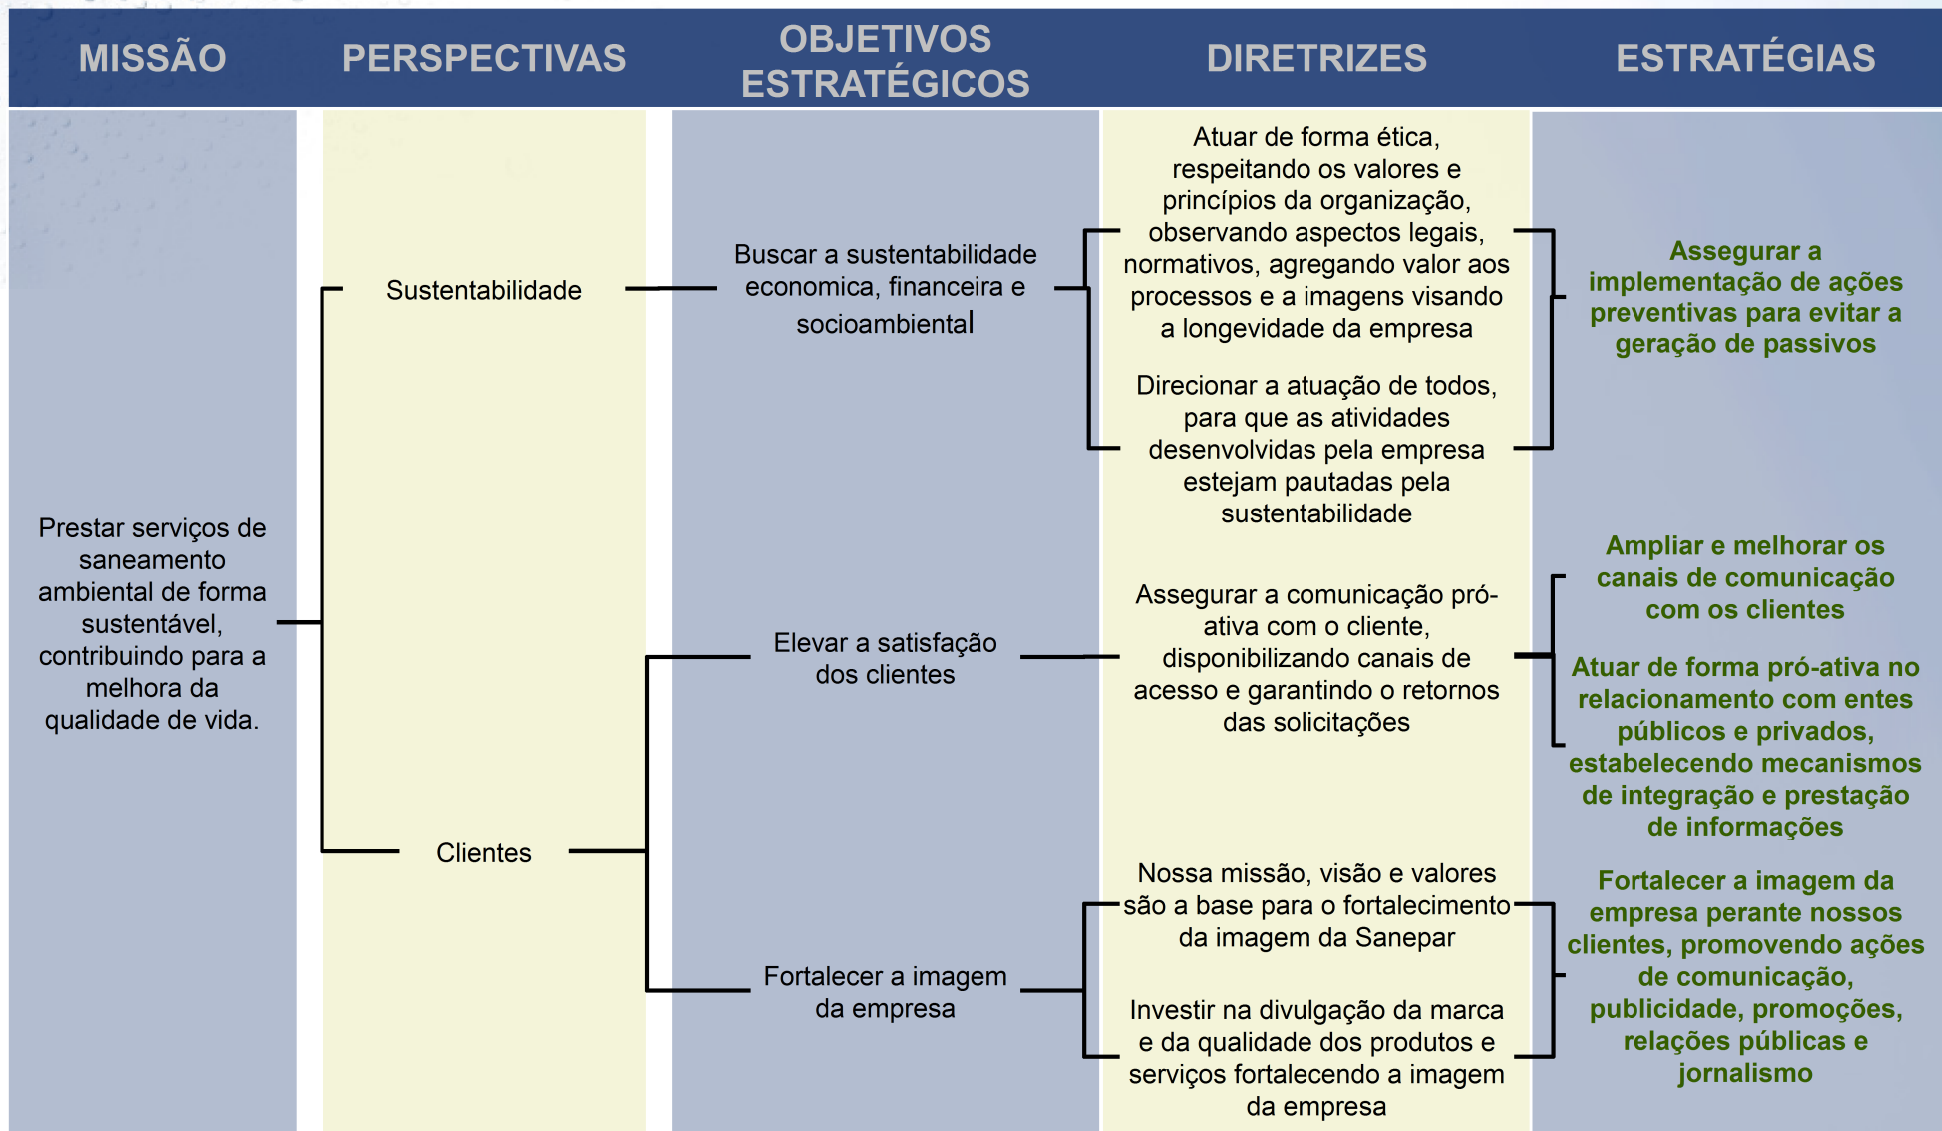 MISSÃO
PERSPECTIVAS
OBJETIVOS
ESTRATÉGICOS
DIRETRIZES
ESTRATÉGIAS
Prestar serviços de
saneamento
ambiental de forma
sustentável,
contribuindo para a
melhora da
qualidade de vida.
Sustentabilidade
Buscar a sustentabilidade
economica, financeira e
socioambiental
Atuar de forma ética,
respeitando os valores e
princípios da organização,
observando aspectos legais,
normativos, agregando valor aos
processos e a imagens visando
a longevidade da empresa
Direcionar a atuação de todos,
para que as atividades
desenvolvidas pela empresa
estejam pautadas pela
sustentabilidade
Assegurar a
implementação de ações
preventivas para evitar a
geração de passivos
Clientes
Elevar a satisfação
dos clientes
Assegurar a comunicação pró-
ativa com o cliente,
disponibilizando canais de
acesso e garantindo o retornos
das solicitações
Ampliar e melhorar os
canais de comunicação
com os clientes
Atuar de forma pró-ativa no
relacionamento com entes
públicos e privados,
estabelecendo mecanismos
de integração e prestação
de informações
Fortalecer a imagem
da empresa
Nossa missão, visão e valores
são a base para o fortalecimento
da imagem da Sanepar
Investir na divulgação da marca
e da qualidade dos produtos e
serviços fortalecendo a imagem
da empresa
Fortalecer a imagem da
empresa perante nossos
clientes, promovendo ações
de comunicação,
publicidade, promoções,
relações públicas e
jornalismo